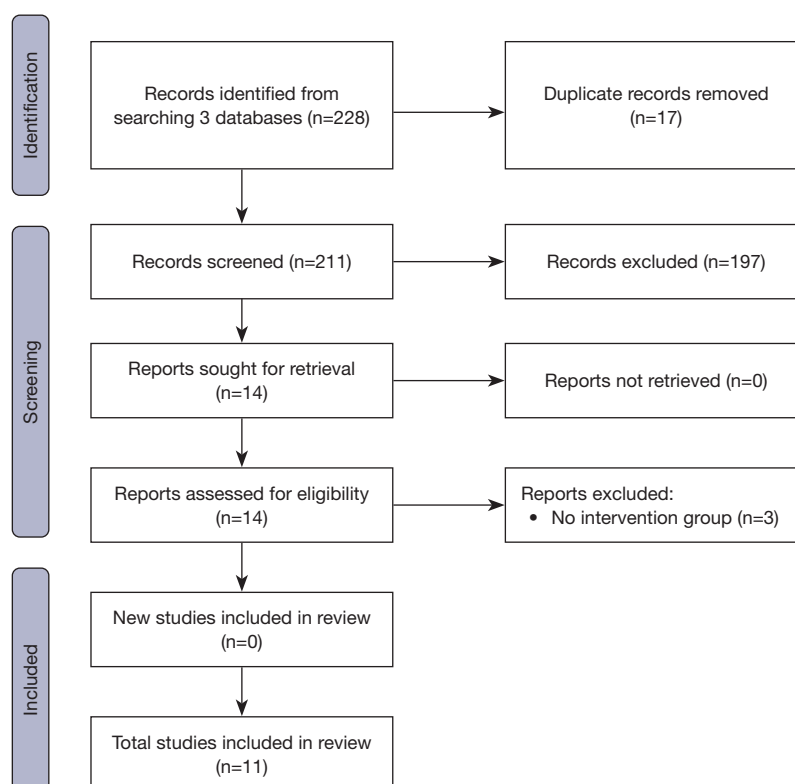 Identification
Records identified from
searching 3 databases (n=228)
Duplicate records removed
(n=17)
Screening
Records screened (n=211)
Records excluded (n=197)
Reports sought for retrieval
(n=14)
Reports not retrieved (n=0)
Reports assessed for eligibility
(n=14)
Reports excluded:
• No intervention group (n=3)
Included
New studies included in review
(n=0)
Total studies included in review
(n=11)